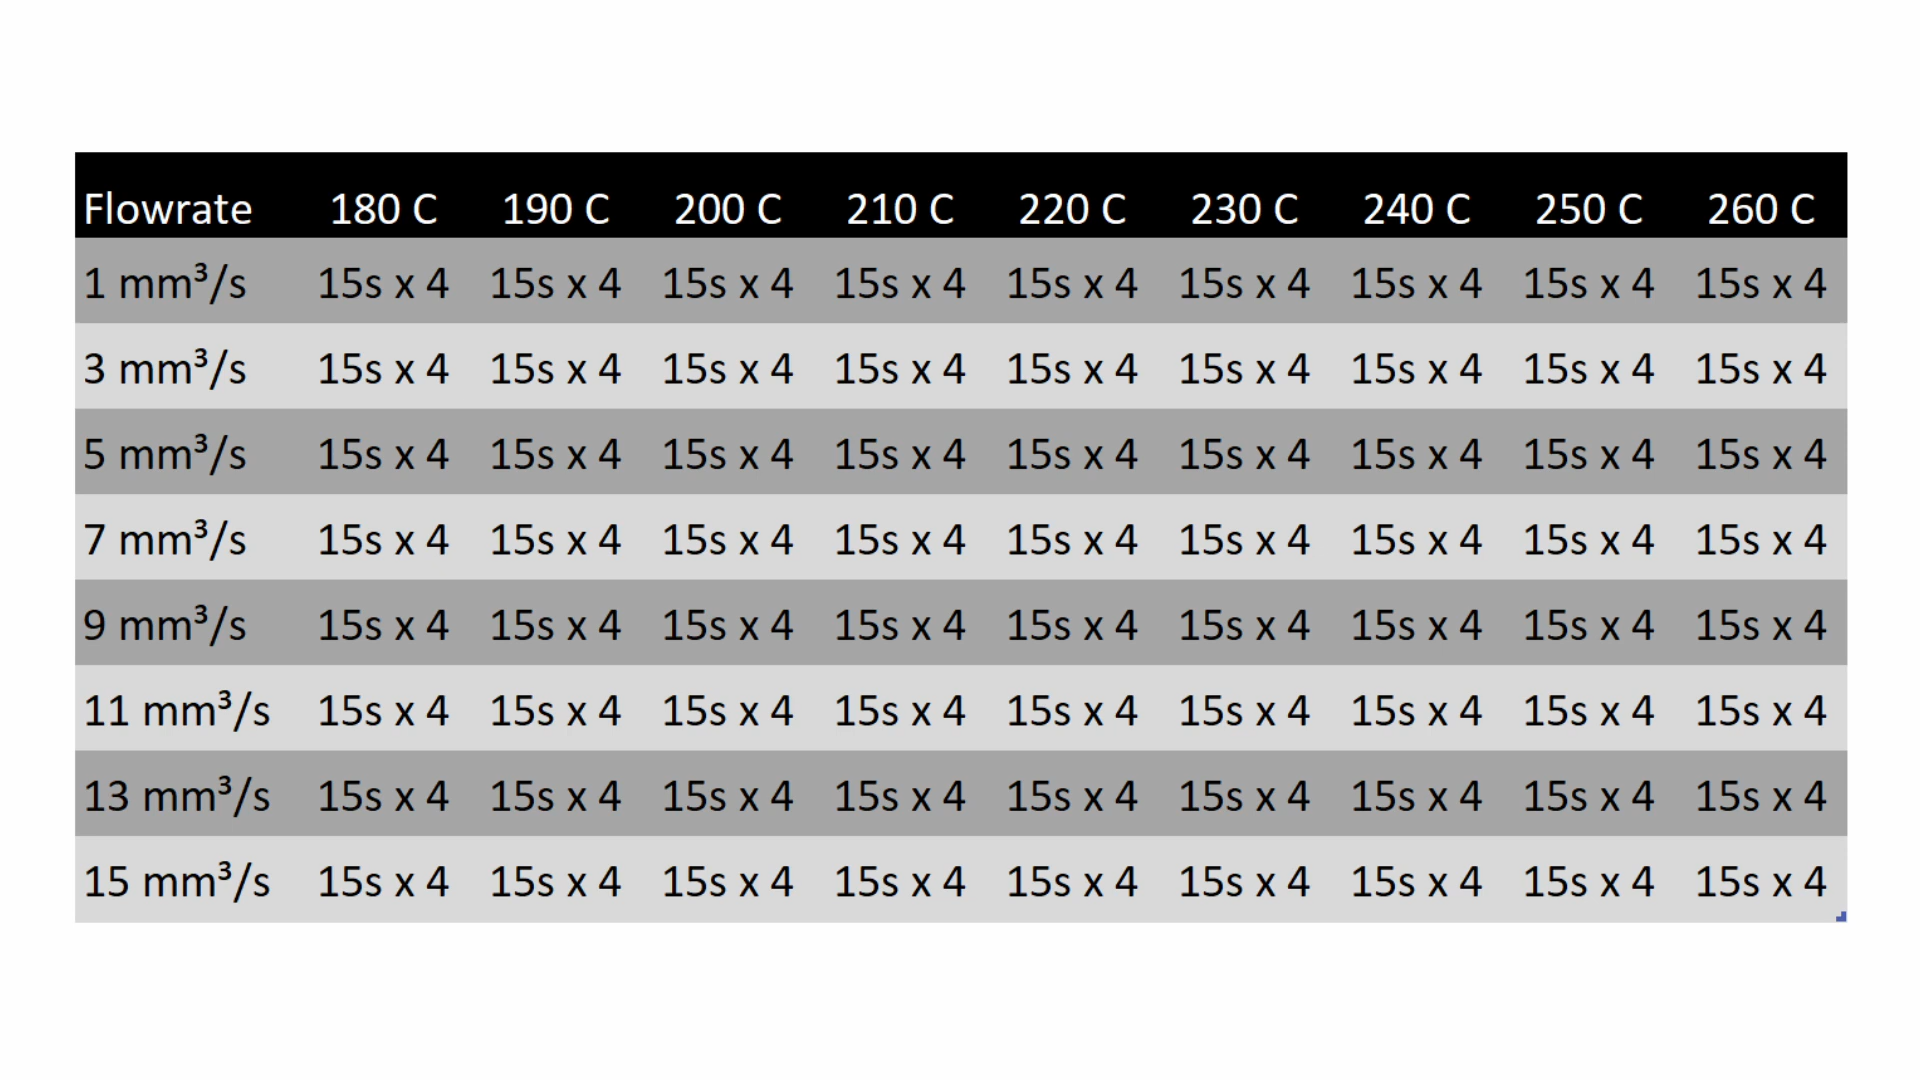 Flowrate 180 C 190 C 200 C 210 C 220 C 230 C 240 C 250 C 260 C
1 mm³/s 15s x 4 15s x 4 15s x 4 15s x 4 15s x 4 15s x 4 15s x 4 15s x 4 15s x 4
3 mm³/s 15s x 4 15s x 4 15s x 4 15s x 4 15s x 4 15s x 4 15s x 4 15s x 4 15s x 4
5 mm³/s 15s x 4 15s x 4 15s x 4 15s x 4 15s x 4 15s x 4 15s x 4 15s x 4 15s x 4
7 mm³/s 15s x 4 15s x 4 15s x 4 15s x 4 15s x 4 15s x 4 15s x 4 15s x 4 15s x 4
9 mm³/s 15s x 4 15s x 4 15s x 4 15s x 4 15s x 4 15s x 4 15s x 4 15s x 4 15s x 4
11 mm³/s 15s x 4 15s x 4 15s x 4 15s x 4 15s x 4 15s x 4 15s x 4 15s x 4 15s x 4
13 mm³/s 15s x 4 15s x 4 15s x 4 15s x 4 15s x 4 15s x 4 15s x 4 15s x 4 15s x 4
15 mm³/s 15s x 4 15s x 4 15s x 4 15s x 4 15s x 4 15s x 4 15s x 4 15s x 4 15s x 4